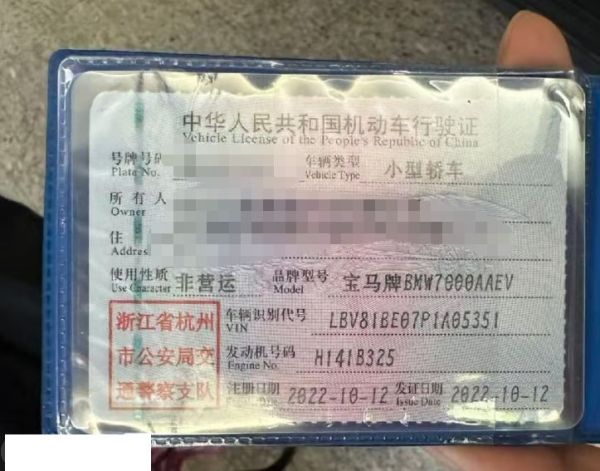 中华人民共和国机动车行驶证
Vehicle License of the People's Republic of China
号牌号码 车辆类型 小型轿车
Plate No. Vehicle Type
所有人
Owner
住
Address
使用性质 非营运 品牌型号 宝马牌BMW7000AAEV
Use Character Model
浙江省杭州 车辆识别代号 LBV81BE07P1A05351
VIN
市公安局交 发动机号码 H141B325
Engine No.
通警察支队 注册日期 2022-10-12 发证日期 2022-10-12
Register Date Issue Date